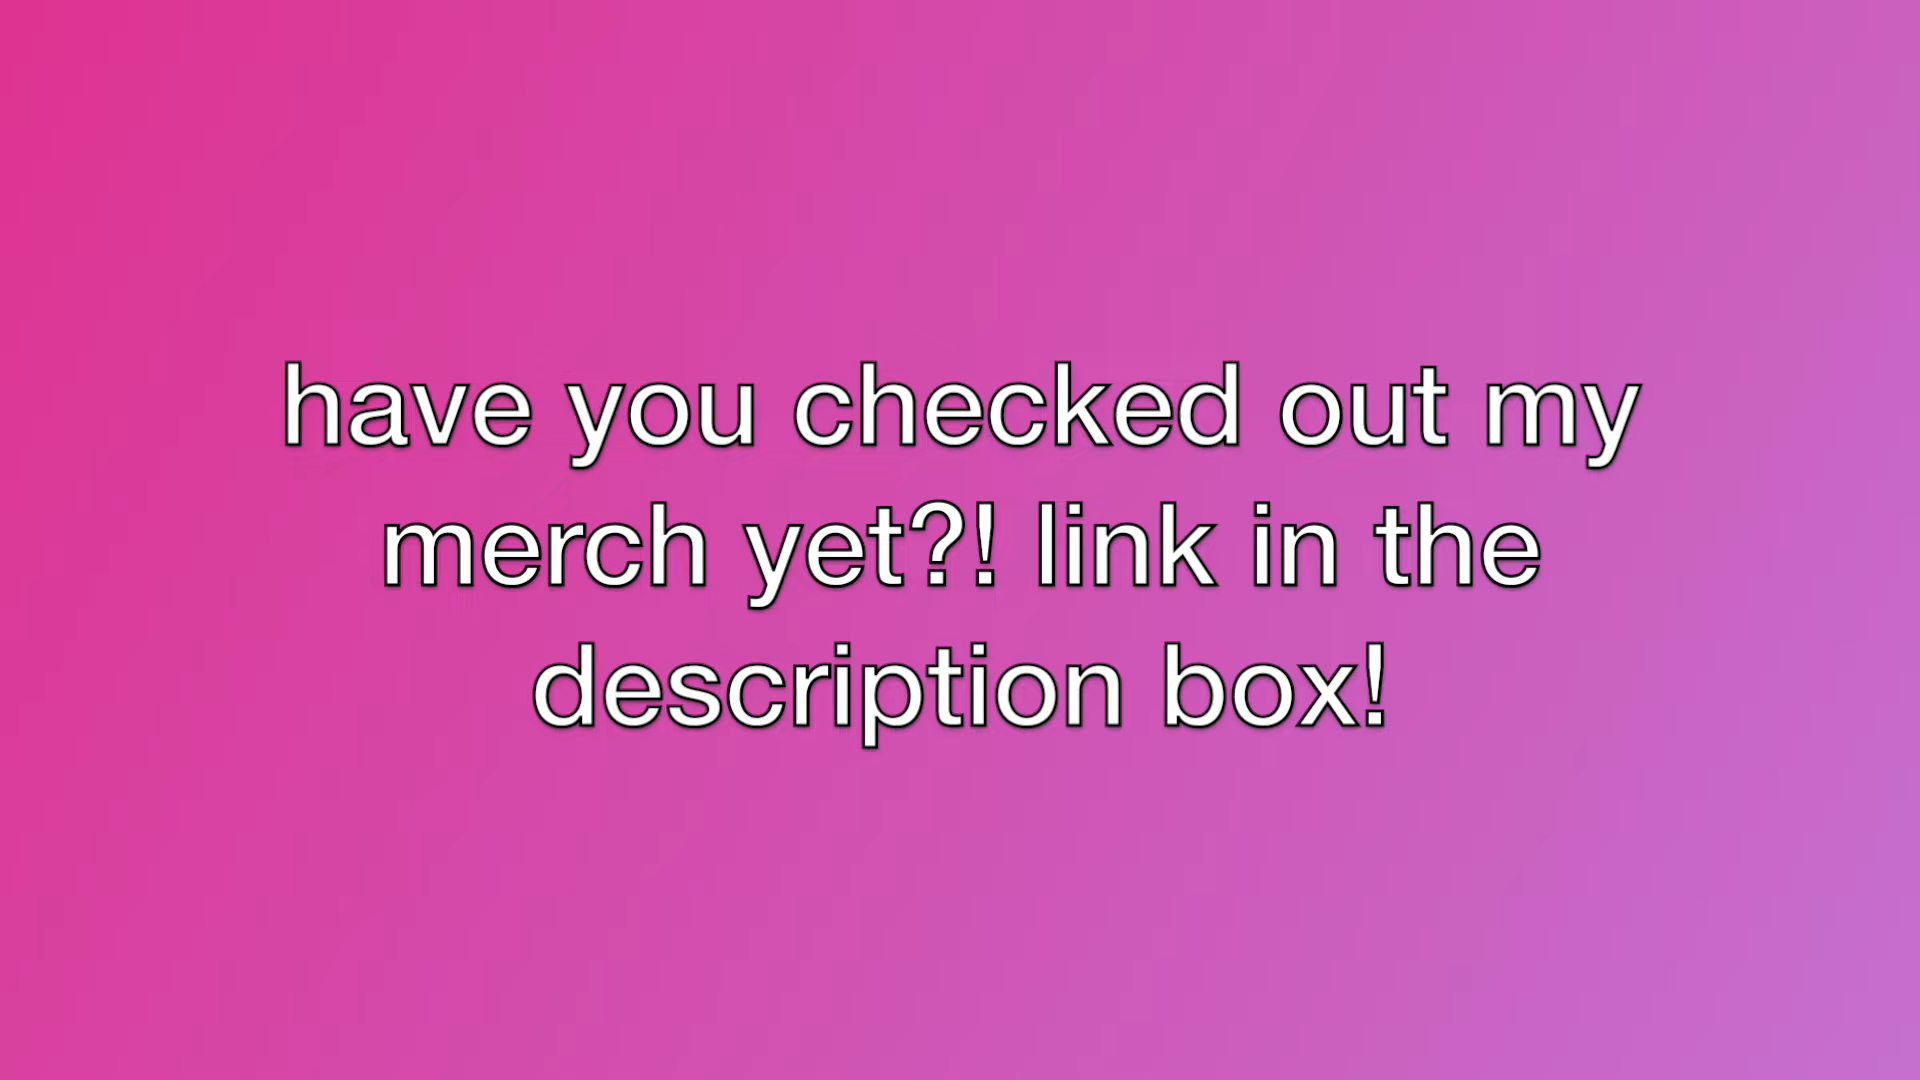 have you checked out my
merch yet?! link in the
description box!